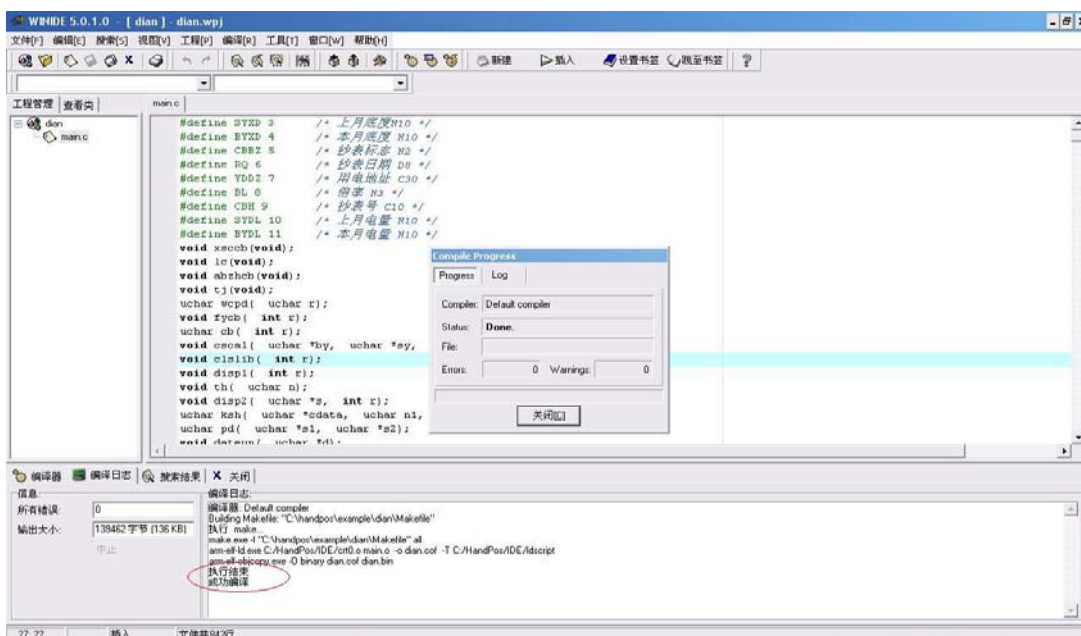 WINIDE 5.0.1.0 - [ dian ] - dian.wpj
文件[F] 编辑[E] 搜索[S] 视图[V] 工程[P] 编译[R] 工具[T] 窗口[W] 帮助[H]
新建 插入 设置书签 跳至书签
工程管理 查看类 main.c
dian
main.c
#define SYXD 3 /* 上月底度N10 */
#define BYXD 4 /* 本月底度 N10 */
#define CBBZ 5 /* 抄表标志 N2 */
#define RQ 6 /* 抄表日期 D8 */
#define YDDZ 7 /* 用电地址 C30 */
#define BL 8 /* 倍率 N3 */
#define CBH 9 /* 抄表号 C10 */
#define SYDL 10 /* 上月电量 N10 */
#define BYDL 11 /* 本月电量 N10 */
void xsccb(void);
void lc(void);
void abzhcb(void);
void tj(void);
uchar wcpd( uchar r);
void fycb( int r);
uchar cb( int r);
void cscal( uchar *by, uchar *sy,
void clslib( int r);
void disp1( int r);
void th( uchar n);
void disp2( uchar *s, int r);
uchar ksh( uchar *cdata, uchar n1,
uchar pd( uchar *s1, uchar *s2);
Compile Progress
Progress Log
Compiler: Default compiler
Status: Done.
File:
Errors: 0 Warnings: 0
关闭[C]
编译器 编译日志 搜索结果 关闭
信息 编译日志:
所有错误: 0
输出大小: 139462 字节 (136 KB)
中止
编译器: Default compiler
Building Makefile: "C:\handpos\example\dian\Makefile"
执行 make...
make.exe -f "C:\handpos\example\dian\Makefile" all
arm-elf-ld.exe C:/HandPos/IDE/crt0.o main.o -o dian.cof -T C:/HandPos/IDE/ldscript
arm-elf-objcopy.exe -O binary dian.cof dian.bin
执行结束
成功编译
27: 22 插入 文件共842行